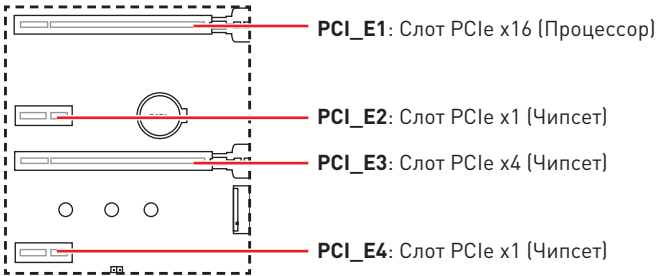 PCI_E1: Слот PCIe x16 (Процессор)
PCI_E2: Слот PCIe x1 (Чипсет)
PCI_E3: Слот PCIe x4 (Чипсет)
PCI_E4: Слот PCIe x1 (Чипсет)